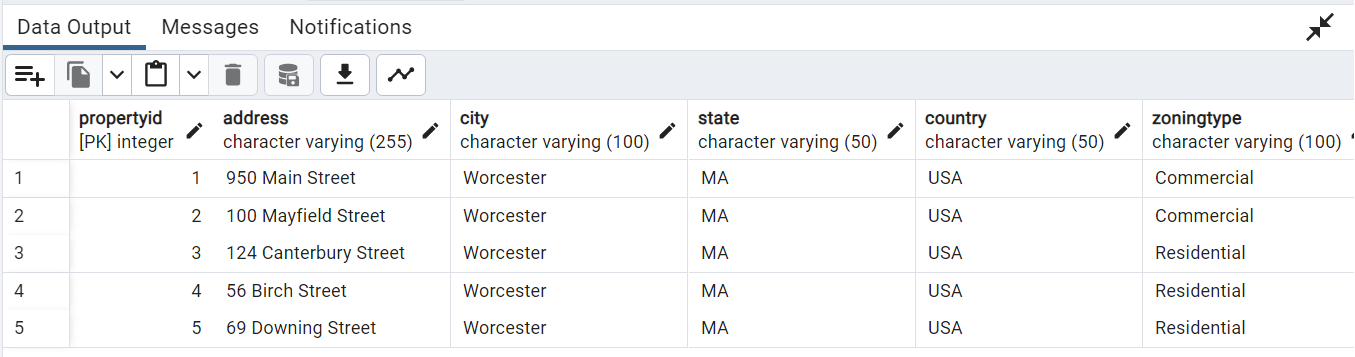 Data Output Messages Notifications
propertyid address city state country zoningtype
[PK] integer character varying (255) character varying (100) character varying (50) character varying (50) character varying (100)
1 1 950 Main Street Worcester MA USA Commercial
2 2 100 Mayfield Street Worcester MA USA Commercial
3 3 124 Canterbury Street Worcester MA USA Residential
4 4 56 Birch Street Worcester MA USA Residential
5 5 69 Downing Street Worcester MA USA Residential